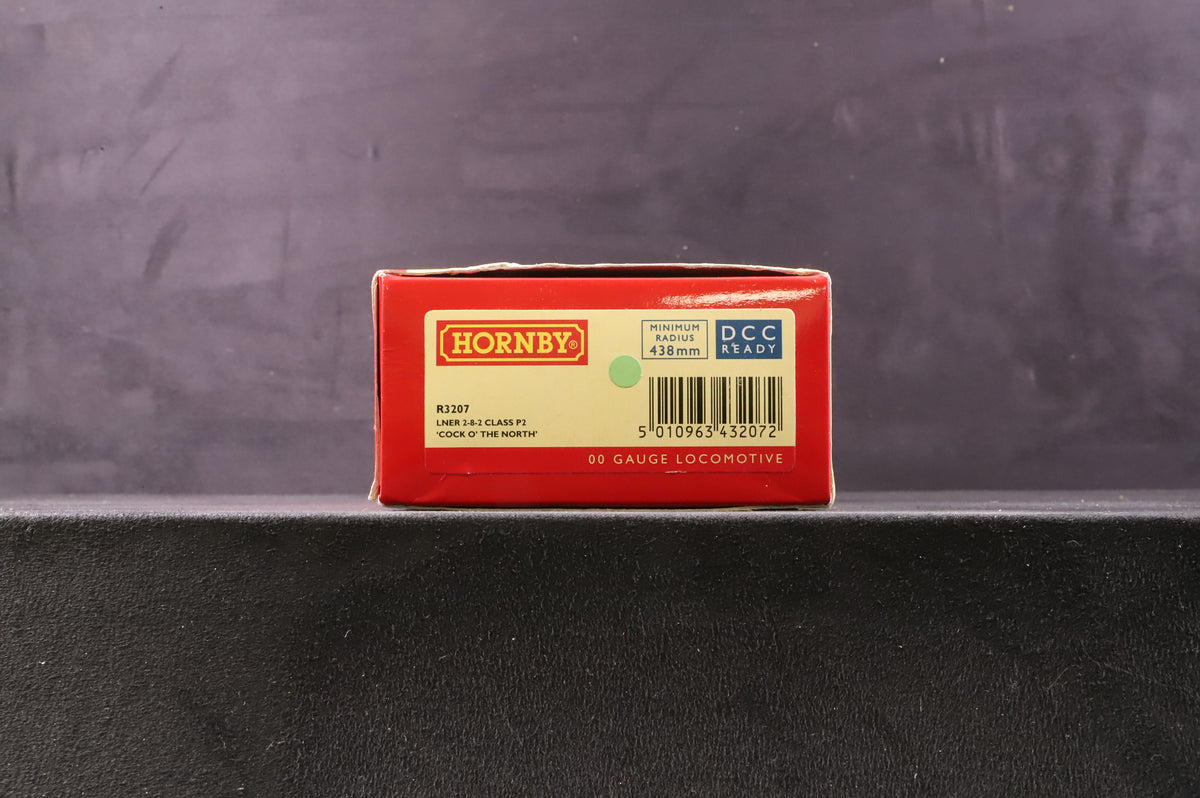 HORNBY®
MINIMUM
RADIUS
438mm
DCC
READY
R3207
LNER 2-8-2 CLASS P2
'COCK O' THE NORTH'
5 010963 432072
00 GAUGE LOCOMOTIVE